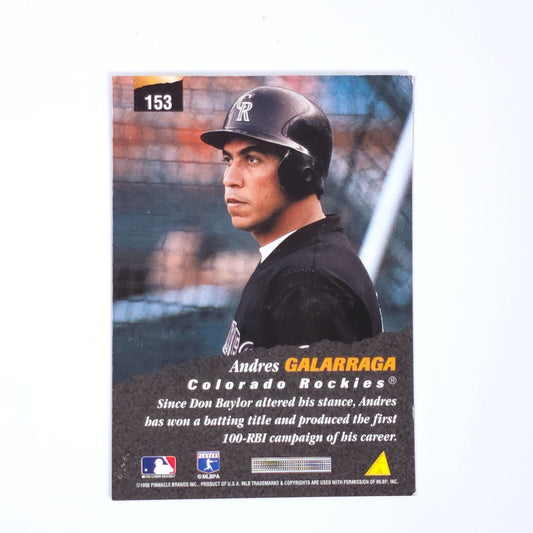 153
CR
Andres GALARRAGA
Colorado Rockies®
Since Don Baylor altered his stance, Andres
has won a batting title and produced the first
100-RBI campaign of his career.
©MLBPA
©1996 PINNACLE BRANDS INC., PRODUCT OF U.S.A. MLB TRADEMARKS & COPYRIGHTS ARE USED WITH PERMISSION OF MLBP, INC.